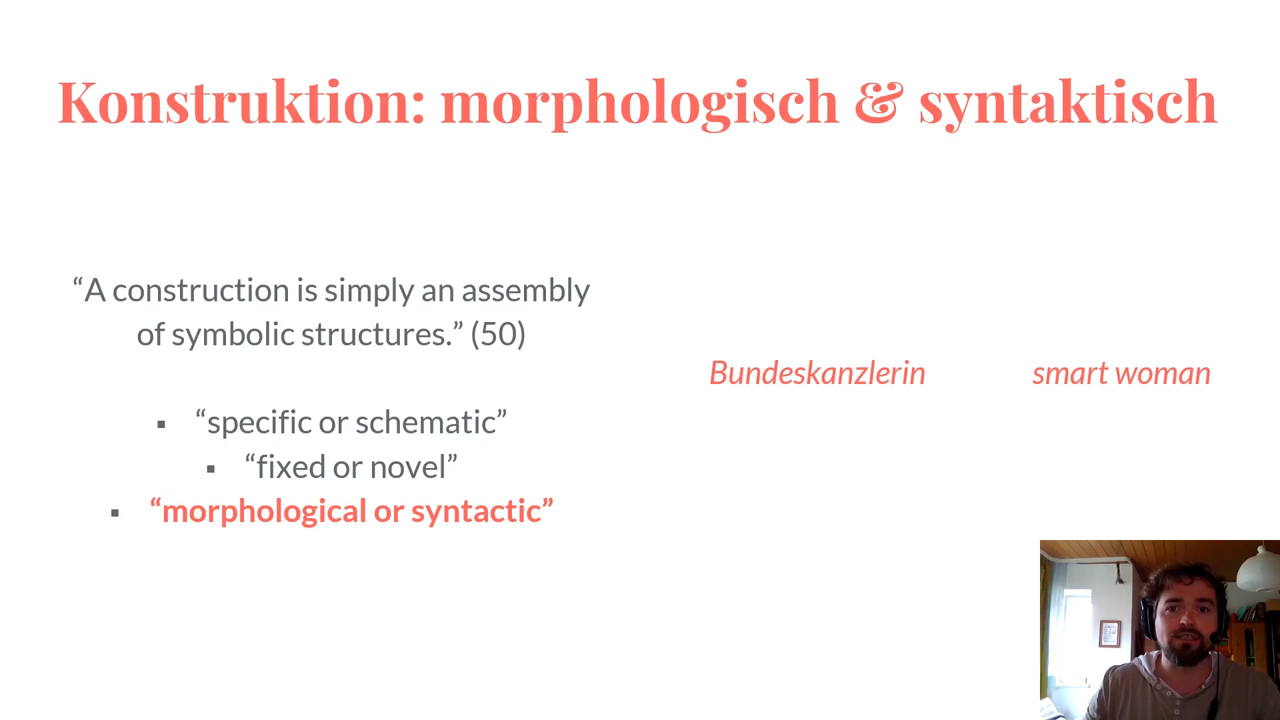 Konstruktion: morphologisch & syntaktisch
“A construction is simply an assembly
of symbolic structures.” (50)
▪ “specific or schematic”
▪ “fixed or novel”
▪ “morphological or syntactic”
Bundeskanzlerin
smart woman